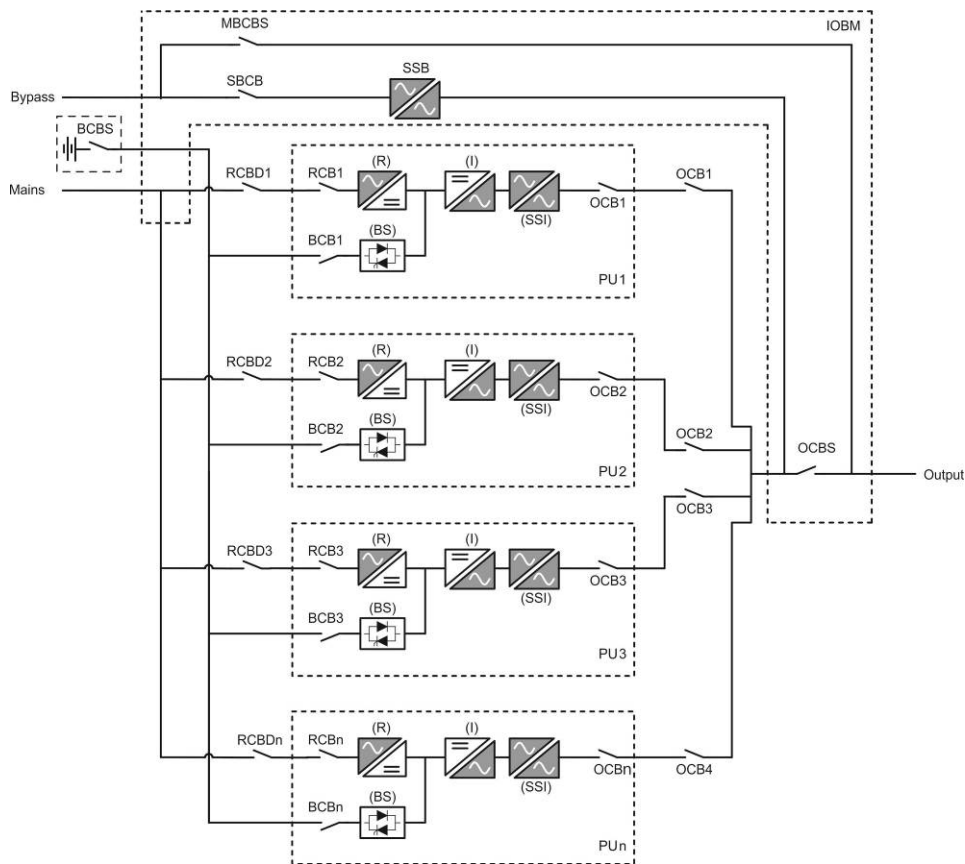 MBCBS
IOBM
SSB
SBCB
Bypass
BCBS
Mains
RCBD1
RCB1
(R)
(I)
OCB1
OCB1
(SSI)
BCB1
(BS)
PU1
RCBD2
RCB2
(R)
(I)
OCB2
(SSI)
BCB2
(BS)
PU2
OCB2
OCBS
Output
OCB3
RCBD3
RCB3
(R)
(I)
OCB3
(SSI)
BCB3
(BS)
PU3
RCBDn
RCBn
(R)
(I)
OCBn
OCB4
(SSI)
BCBn
(BS)
PUn